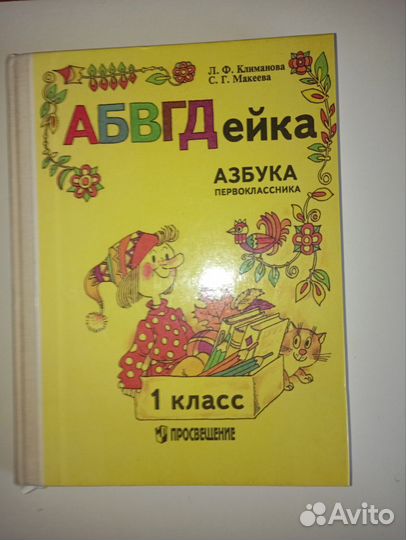 Л. Ф. Климанова
С. Г. Макеева
АБВГДейка
АЗБУКА
ПЕРВОКЛАССНИКА
1 класс
ПРОСВЕЩЕНИЕ
Avito